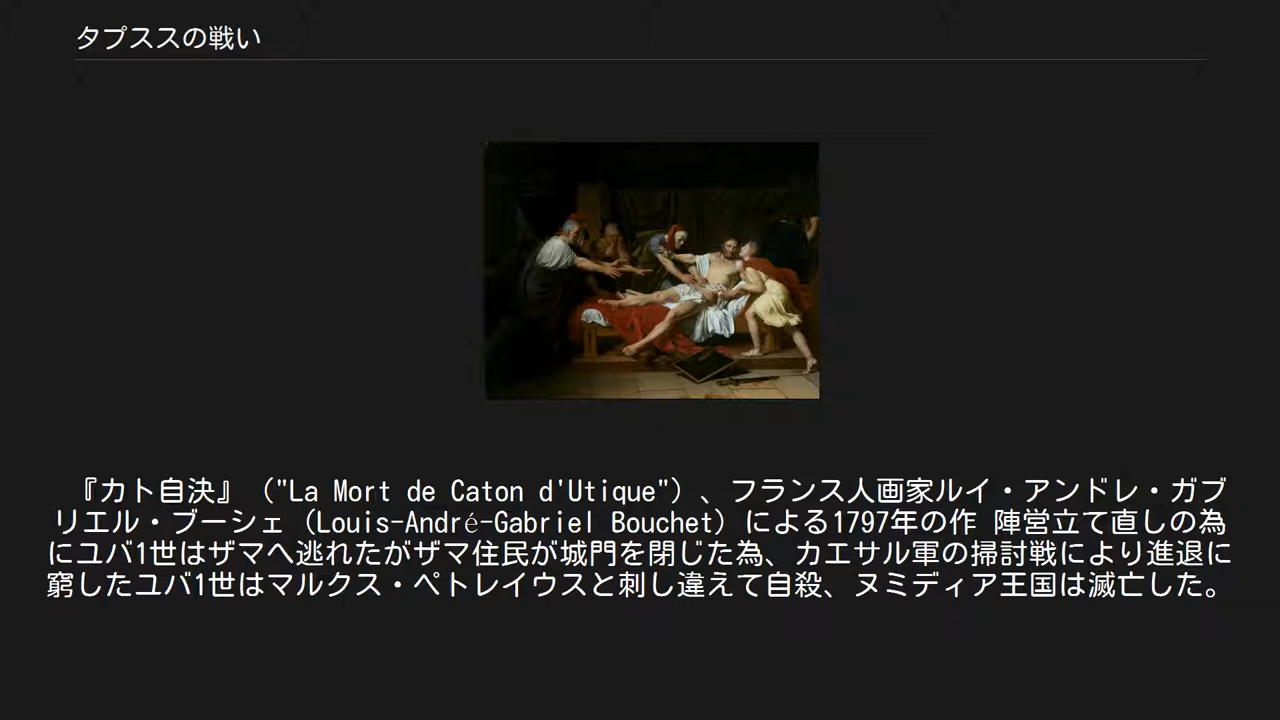 タプススの戦い
『カト自決』（"La Mort de Caton d'Utique"）、フランス人画家ルイ・アンドレ・ガブ
リエル・ブーシェ（Louis-André-Gabriel Bouchet）による1797年の作 陣営立て直しの為
にユバ1世はザマへ逃れたがザマ住民が城門を閉じた為、カエサル軍の掃討戦により進退に
窮したユバ1世はマルクス・ペトレイウスと刺し違えて自殺、ヌミディア王国は滅亡した。